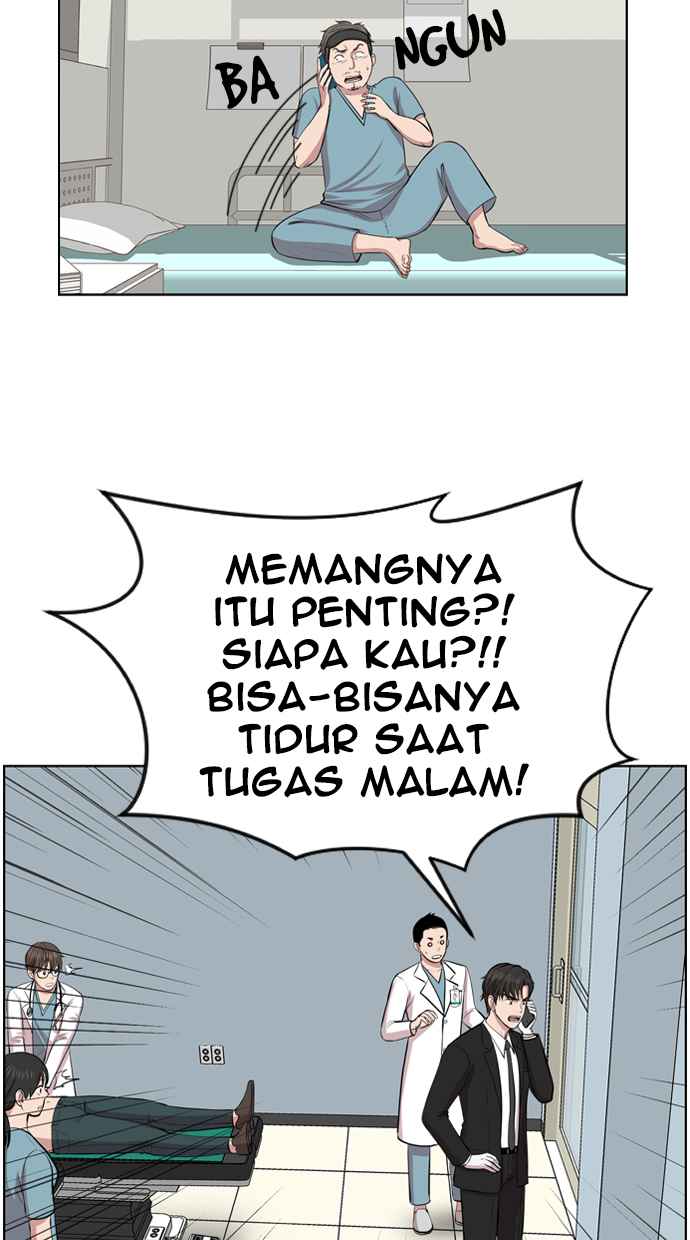 BA NGUN
MEMANGNYA
ITU PENTING?!
SIAPA KAU?!!
BISA-BISANYA
TIDUR SAAT
TUGAS MALAM!